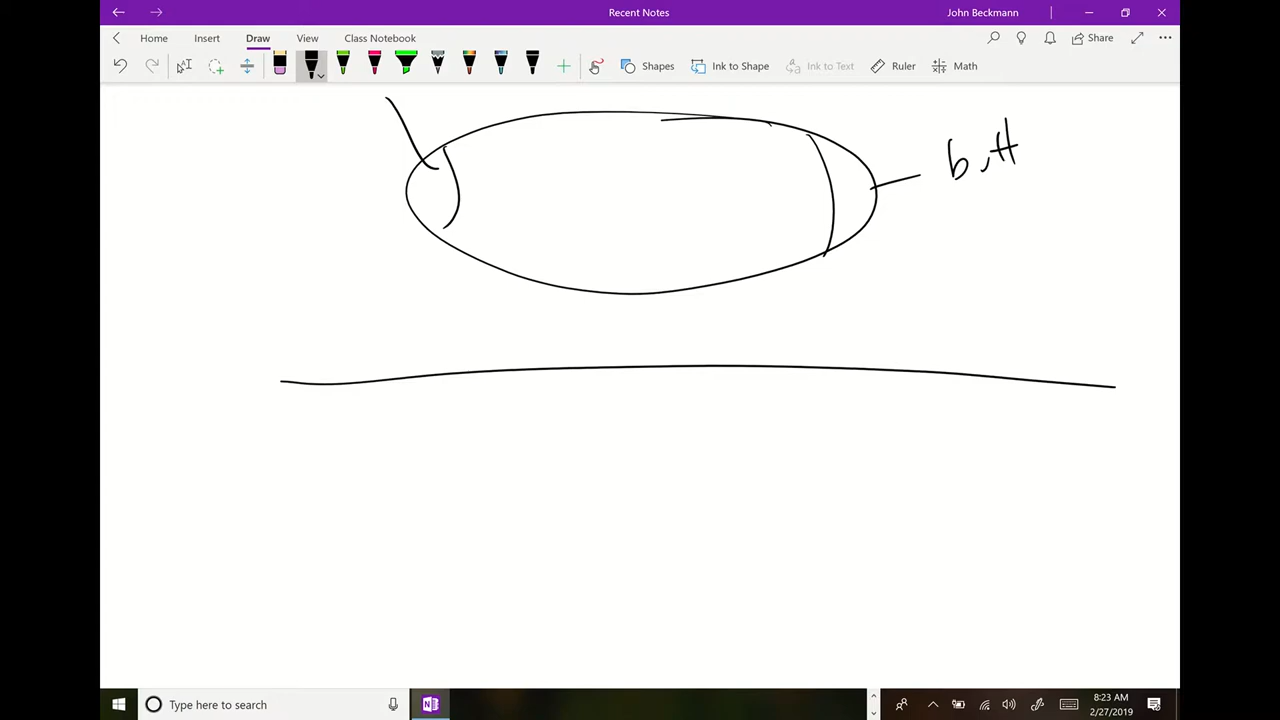 Recent Notes
John Beckmann
Home Insert Draw View Class Notebook
Share
Shapes Ink to Shape Ink to Text Ruler Math
Type here to search
8:23 AM
2/27/2019